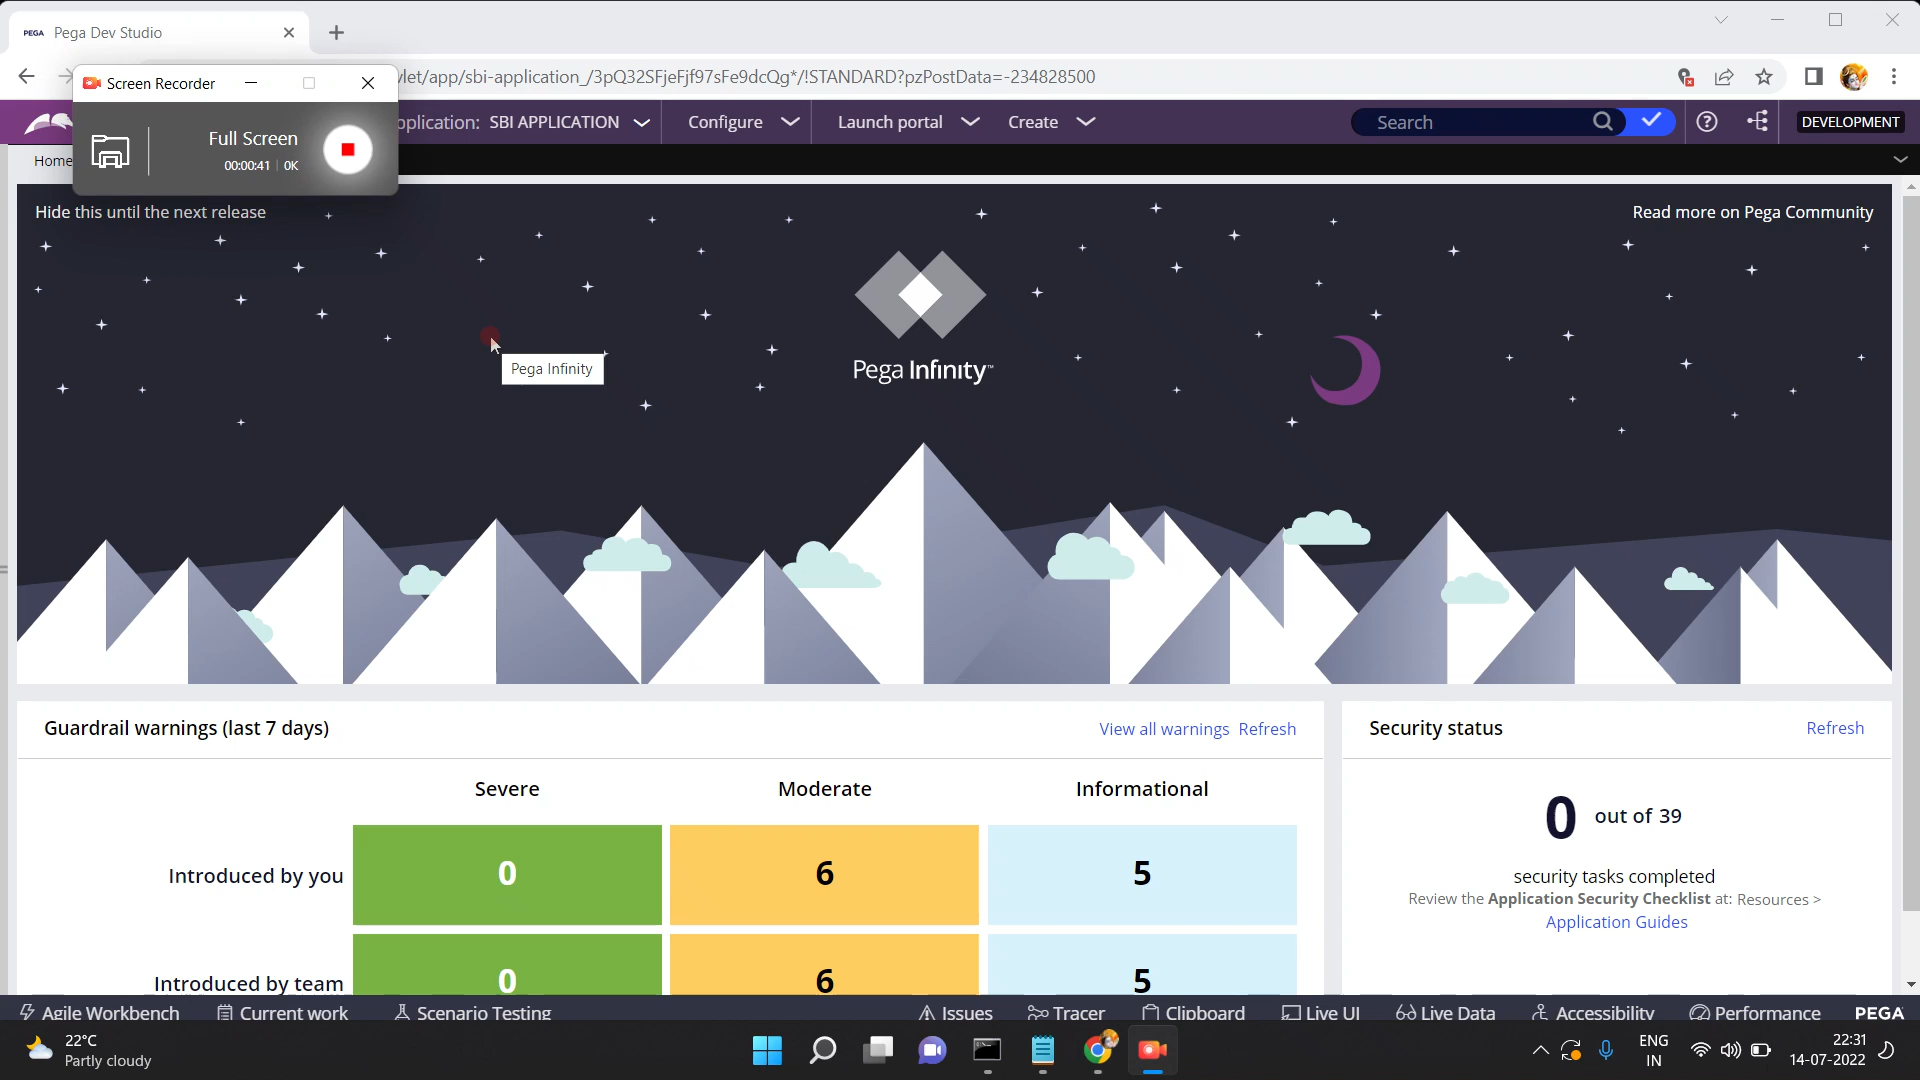 PEGA Pega Dev Studio
vlet/app/sbi-application_/3pQ32SFjeFjf97sFe9dcQg*/!STANDARD?pzPostData=-234828500
Screen Recorder
Full Screen
00:00:41 0K
plication: SBI APPLICATION
Configure
Launch portal
Create
Search
DEVELOPMENT
Home
Hide this until the next release
Read more on Pega Community
Pega Infinity™
Pega Infinity
Guardrail warnings (last 7 days)
View all warnings Refresh
Severe Moderate Informational
Introduced by you 0 6 5
Introduced by team 0 6 5
Security status
Refresh
0 out of 39
security tasks completed
Review the Application Security Checklist at: Resources >
Application Guides
Agile Workbench Current work Scenario Testing Issues Tracer Clipboard Live UI Live Data Accessibility Performance PEGA
22°C
Partly cloudy
ENG
IN
22:31
14-07-2022